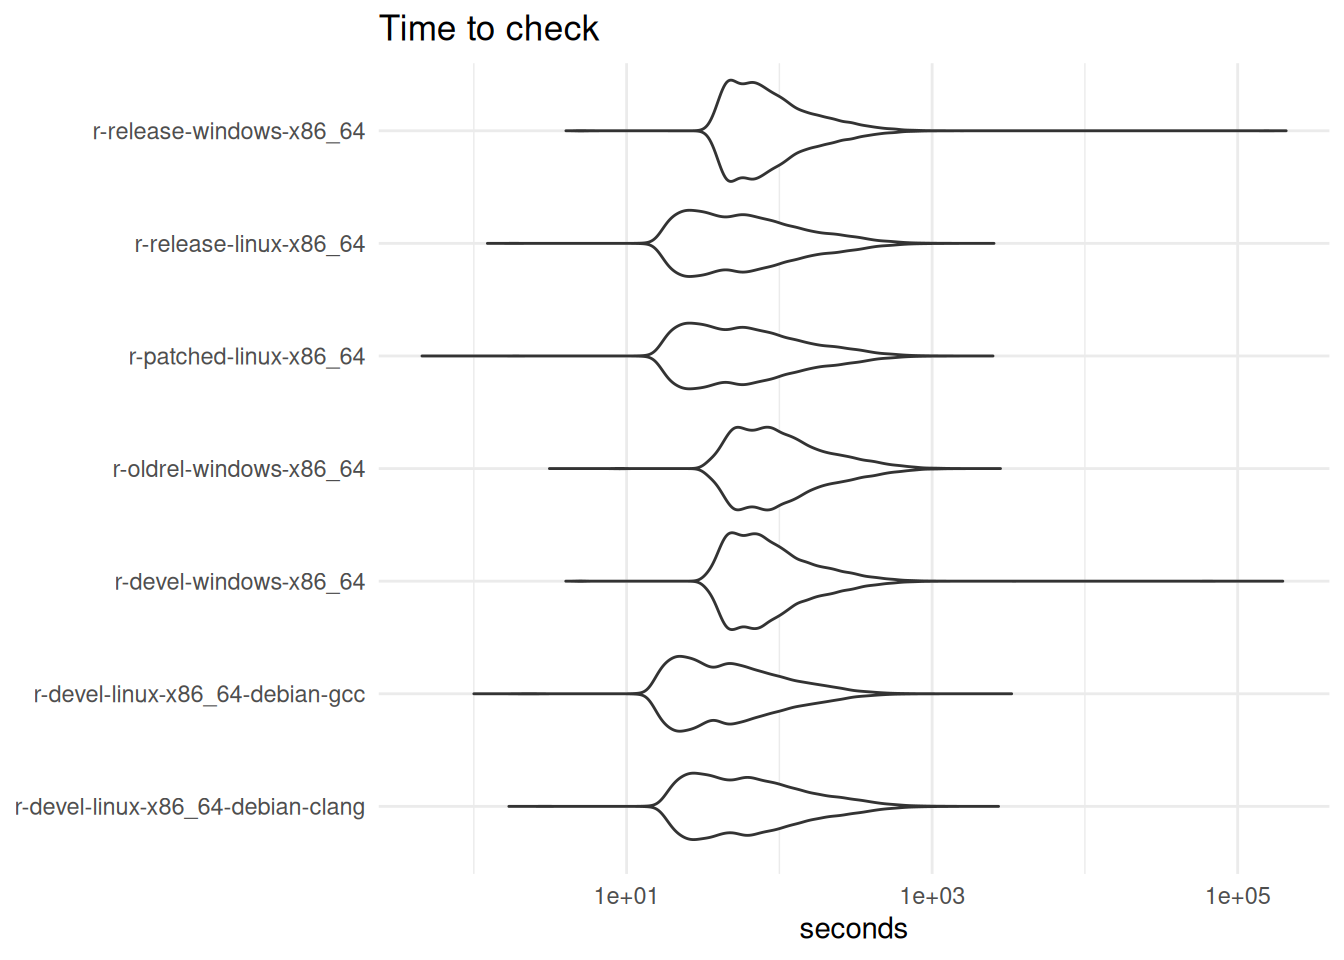 Time to check
r-release-windows-x86_64
r-release-linux-x86_64
r-patched-linux-x86_64
r-oldrel-windows-x86_64
r-devel-windows-x86_64
r-devel-linux-x86_64-debian-gcc
r-devel-linux-x86_64-debian-clang
1e+01 1e+03 1e+05
seconds